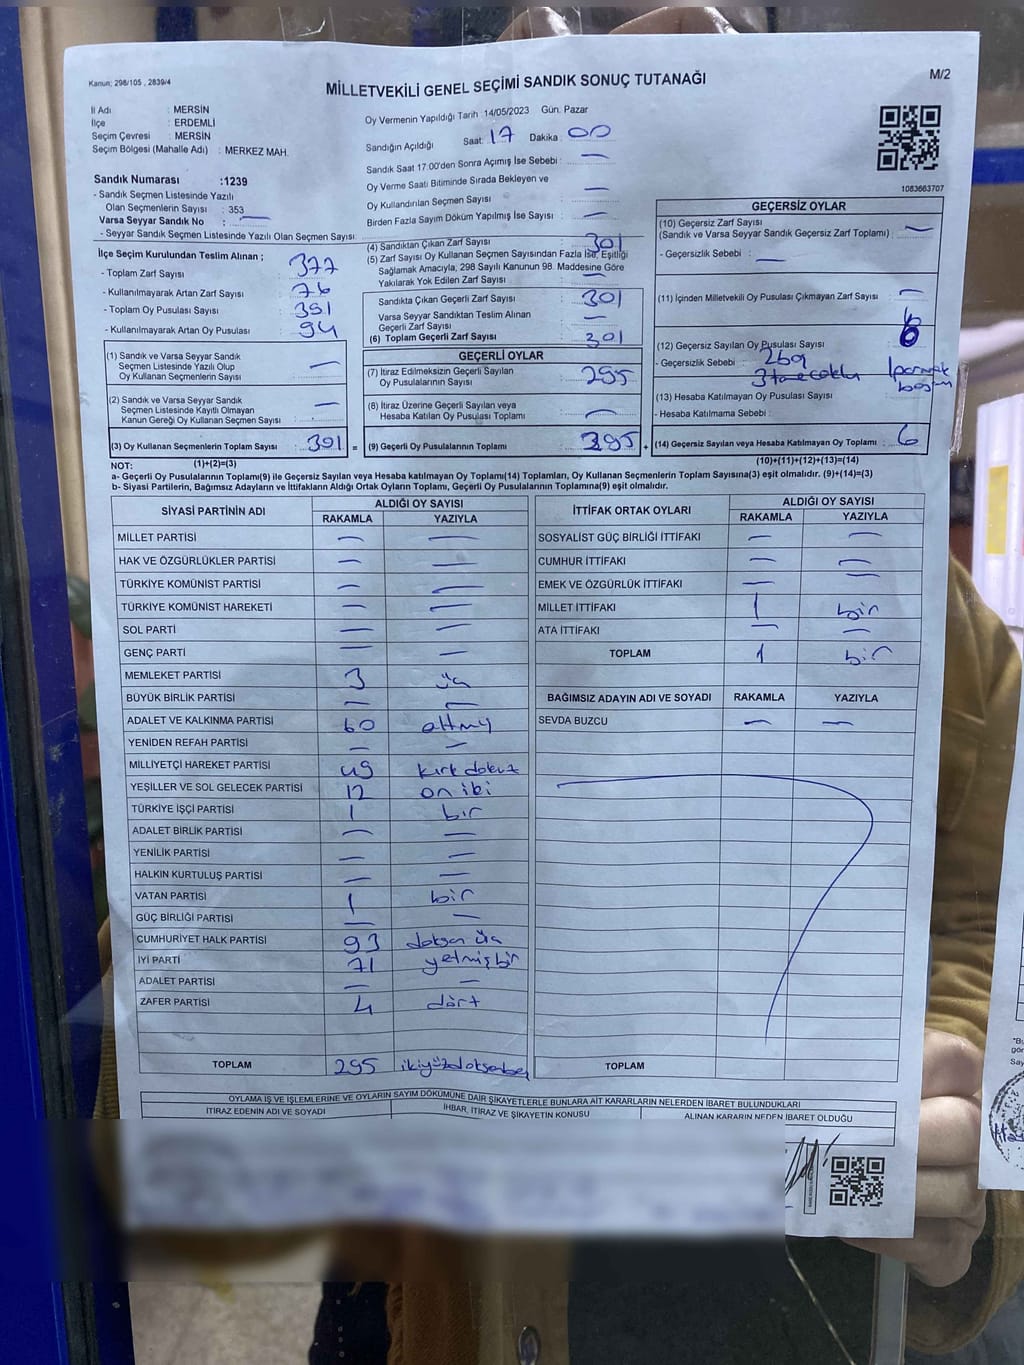 Kanun; 298/105 , 2839/4
MİLLETVEKİLİ GENEL SEÇİMİ SANDIK SONUÇ TUTANAĞI
M/2
İl Adı : MERSİN
İlçe : ERDEMLİ
Seçim Çevresi : MERSİN
Seçim Bölgesi (Mahalle Adı) : MERKEZ MAH.
Oy Vermenin Yapıldığı Tarih :14/05/2023 Gün: Pazar
Sandığın Açıldığı Saat: 17 Dakika : 00
Sandık Saat 17:00'den Sonra Açımış İse Sebebi : —
Oy Verme Saati Bitiminde Sırada Bekleyen ve
Oy Kullandırılan Seçmen Sayısı : —
Birden Fazla Sayım Döküm Yapılmış İse Sayısı : —
1083663707
Sandık Numarası :1239
- Sandık Seçmen Listesinde Yazılı
Olan Seçmenlerin Sayısı : 353
Varsa Seyyar Sandık No : —
- Seyyar Sandık Seçmen Listesinde Yazılı Olan Seçmen Sayısı:
İlçe Seçim Kurulundan Teslim Alınan ;
- Toplam Zarf Sayısı : 377
- Kullanılmayarak Artan Zarf Sayısı : 76
- Toplam Oy Pusulası Sayısı :
- Kullanılmayarak Artan Oy Pusulası : 94
(1) Sandık ve Varsa Seyyar Sandık
Seçmen Listesinde Yazılı Olup
Oy Kullanan Seçmenlerin Sayısı : —
(2) Sandık ve Varsa Seyyar Sandık
Seçmen Listesinde Kayıtlı Olmayan
Kanun Gereği Oy Kullanan Seçmen Sayısı : —
(3) Oy Kullanan Seçmenlerin Toplam Sayısı : 301
(1)+(2)=(3)
(4) Sandıktan Çıkan Zarf Sayısı : 301
(5) Zarf Sayısı Oy Kullanan Seçmen Sayısından Fazla İse, Eşitliği
Sağlamak Amacıyla, 298 Sayılı Kanunun 98. Maddesine Göre
Yakılarak Yok Edilen Zarf Sayısı : —
Sandıkta Çıkan Geçerli Zarf Sayısı : 301
Varsa Seyyar Sandıktan Teslim Alınan
Geçerli Zarf Sayısı : —
(6) Toplam Geçerli Zarf Sayısı : 301
GEÇERLİ OYLAR
(7) İtiraz Edilmeksizin Geçerli Sayılan
Oy Pusulalarının Sayısı : 295
(8) İtiraz Üzerine Geçerli Sayılan veya
Hesaba Katılan Oy Pusulası Toplamı : —
= (9) Geçerli Oy Pusulalarının Toplamı : 295 +
GEÇERSİZ OYLAR
(10) Geçersiz Zarf Sayısı
(Sandık ve Varsa Seyyar Sandık Geçersiz Zarf Toplamı) : —
- Geçersizlik Sebebi : —
(11) İçinden Milletvekili Oy Pusulası Çıkmayan Zarf Sayısı : —
6
(12) Geçersiz Sayılan Oy Pusulası Sayısı : 6
- Geçersizlik Sebebi :
1 parmak
(13) Hesaba Katılmayan Oy Pusulası Sayısı :
- Hesaba Katılmama Sebebi :
(14) Geçersiz Sayılan veya Hesaba Katılmayan Oy Toplamı : 6
(10)+(11)+(12)+(13)=(14)
NOT:
a- Geçerli Oy Pusulalarının Toplamı(9) ile Geçersiz Sayılan veya Hesaba katılmayan Oy Toplamı(14) Toplamları, Oy Kullanan Seçmenlerin Toplam Sayısına(3) eşit olmalıdır. (9)+(14)=(3)
b- Siyasi Partilerin, Bağımsız Adayların ve İttifakların Aldığı Ortak Oyların Toplamı, Geçerli Oy Pusulalarının Toplamına(9) eşit olmalıdır.
SİYASİ PARTİNİN ADI ALDIĞI OY SAYISI
RAKAMLA YAZIYLA
MİLLET PARTİSİ — —
HAK VE ÖZGÜRLÜKLER PARTİSİ — —
TÜRKİYE KOMÜNİST PARTİSİ — —
TÜRKİYE KOMÜNİST HAREKETİ — —
SOL PARTİ — —
GENÇ PARTİ — —
MEMLEKET PARTİSİ 3 üç
BÜYÜK BİRLİK PARTİSİ — —
ADALET VE KALKINMA PARTİSİ 60 altmış
YENİDEN REFAH PARTİSİ — —
MİLLİYETÇİ HAREKET PARTİSİ 49 kırk dokuz
YEŞİLLER VE SOL GELECEK PARTİSİ 12 on iki
TÜRKİYE İŞÇİ PARTİSİ 1 bir
ADALET BİRLİK PARTİSİ — —
YENİLİK PARTİSİ — —
HALKIN KURTULUŞ PARTİSİ — —
VATAN PARTİSİ 1 bir
GÜÇ BİRLİĞİ PARTİSİ — —
CUMHURİYET HALK PARTİSİ 93 doksan üç
İYİ PARTİ 71 yetmiş bir
ADALET PARTİSİ — —
ZAFER PARTİSİ 4 dört
TOPLAM 295 ikiyüzdoksanbeş
İTTİFAK ORTAK OYLARI ALDIĞI OY SAYISI
RAKAMLA YAZIYLA
SOSYALİST GÜÇ BİRLİĞİ İTTİFAKI — —
CUMHUR İTTİFAKI — —
EMEK VE ÖZGÜRLÜK İTTİFAKI — —
MİLLET İTTİFAKI 1 bir
ATA İTTİFAKI — —
TOPLAM 1 bir
BAĞIMSIZ ADAYIN ADI VE SOYADI RAKAMLA YAZIYLA
SEVDA BUZCU — —
TOPLAM
OYLAMA İŞ VE İŞLEMLERİNE VE OYLARIN SAYIM DÖKÜMÜNE DAİR ŞİKAYETLERLE BUNLARA AİT KARARLARIN NELERDEN İBARET BULUNDUKLARI
İTİRAZ EDENİN ADI VE SOYADI İHBAR, İTİRAZ VE ŞİKAYETİN KONUSU ALINAN KARARIN NEDEN İBARET OLDUĞU